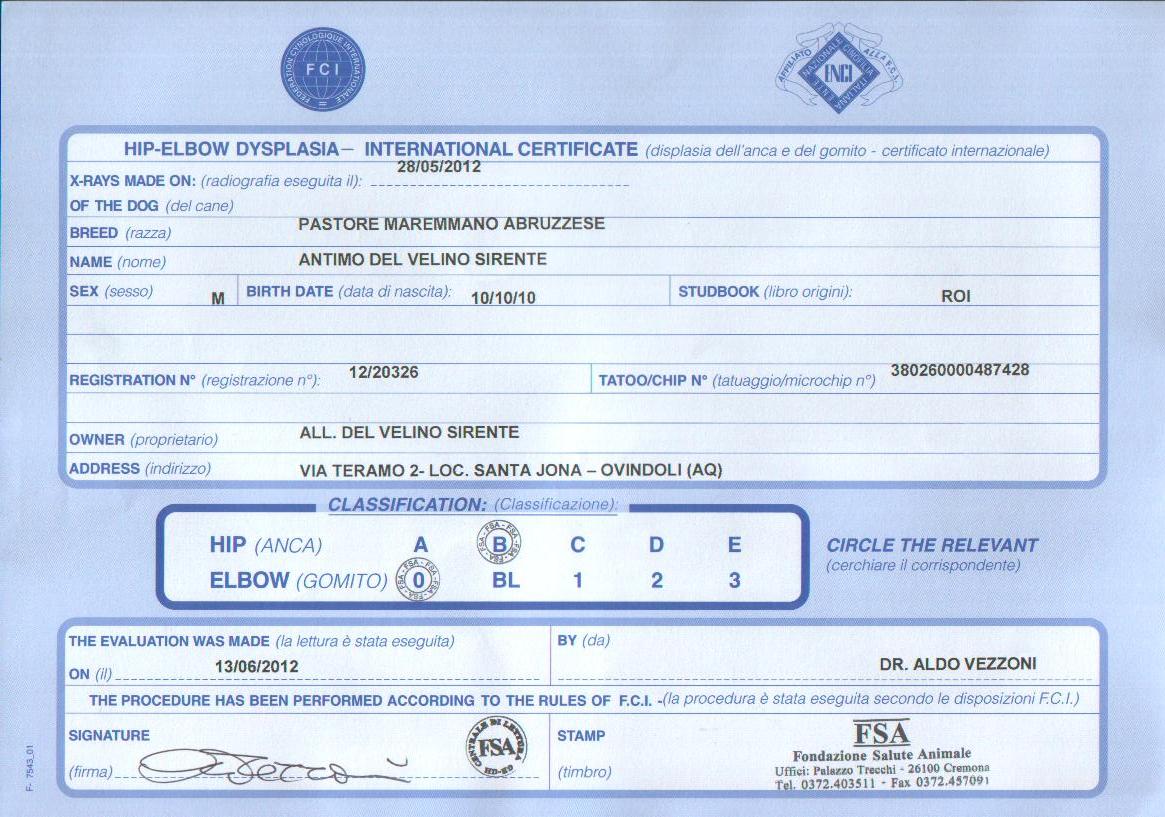 FEDERATION CYNOLOGIQUE INTERNATIONALE
FCI
AFFILIATO ALLA F.C.I.
ENTE NAZIONALE CINOFILIA ITALIANA
ENCI
HIP-ELBOW DYSPLASIA– INTERNATIONAL CERTIFICATE (displasia dell'anca e del gomito - certificato internazionale)
X-RAYS MADE ON: (radiografia eseguita il): 28/05/2012
OF THE DOG (del cane)
BREED (razza) PASTORE MAREMMANO ABRUZZESE
NAME (nome) ANTIMO DEL VELINO SIRENTE
SEX (sesso) M BIRTH DATE (data di nascita): 10/10/10 STUDBOOK (libro origini): ROI
REGISTRATION N° (registrazione n°): 12/20326 TATOO/CHIP N° (tatuaggio/microchip n°) 380260000487428
OWNER (proprietario) ALL. DEL VELINO SIRENTE
ADDRESS (indirizzo) VIA TERAMO 2- LOC. SANTA JONA – OVINDOLI (AQ)
CLASSIFICATION: (Classificazione):
HIP (ANCA) A B C D E
ELBOW (GOMITO) 0 BL 1 2 3
FSA - FSA - FSA - FSA
FSA - FSA - FSA - FSA
CIRCLE THE RELEVANT
(cerchiare il corrispondente)
THE EVALUATION WAS MADE (la lettura è stata eseguita) BY (da)
ON (il) 13/06/2012 DR. ALDO VEZZONI
THE PROCEDURE HAS BEEN PERFORMED ACCORDING TO THE RULES OF F.C.I. -(la procedura è stata eseguita secondo le disposizioni F.C.I.)
SIGNATURE
(firma)
CENTRALE DI LETTURA
FSA
HD-ED
STAMP
(timbro)
FSA
Fondazione Salute Animale
Uffici: Palazzo Trecchi - 26100 Cremona
Tel. 0372.403511 - Fax 0372.457091
F- 7543_01